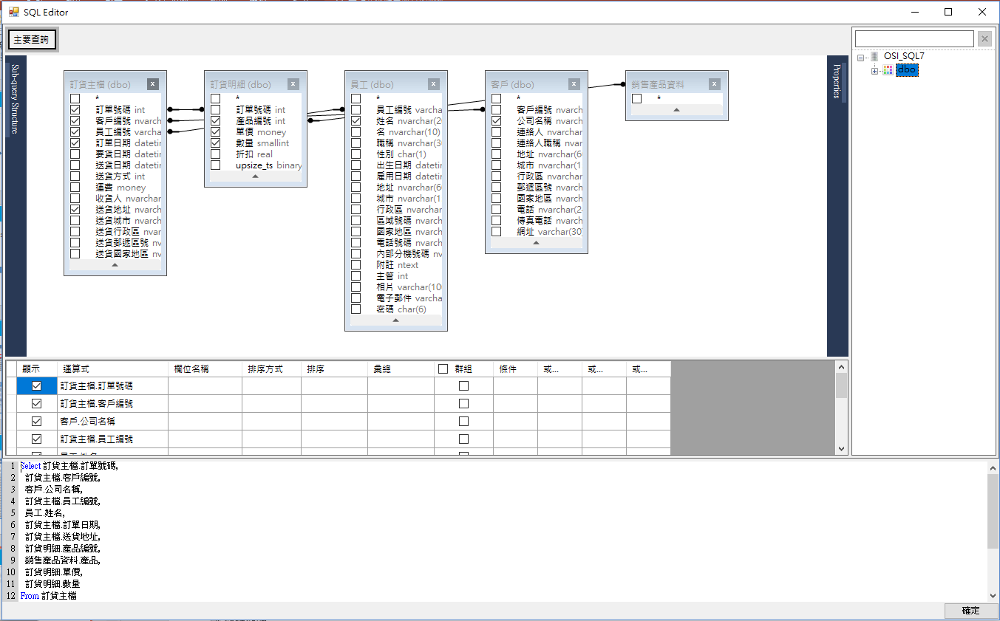 SQL Editor
主要查詢
Sub-query Structure
Properties
OSI_SQL7
dbo
訂貨主檔 (dbo)
*
訂單號碼 int
客戶編號 nvarch
員工編號 varcha
訂單日期 datetir
要貨日期 datetir
送貨日期 datetir
送貨方式 int
運費 money
收貨人 nvarchar
送貨地址 nvarch
送貨城市 nvarch
送貨行政區 nvar
送貨郵遞區號 nv
送貨國家地區 nv
訂貨明細 (dbo)
*
訂單號碼 int
產品編號 int
單價 money
數量 smallint
折扣 real
upsize_ts binary
員工 (dbo)
*
員工編號 varcha
姓名 nvarchar(2
名 nvarchar(10)
職稱 nvarchar(3
性別 char(1)
出生日期 datetir
雇用日期 datetir
地址 nvarchar(6
城市 nvarchar(1
行政區 nvarchar
區域號碼 nvarch
國家地區 nvarch
電話號碼 nvarch
內部分機號碼 nv
附註 ntext
主管 int
相片 varchar(10
電子郵件 varcha
密碼 char(6)
客戶 (dbo)
*
客戶編號 nvarch
公司名稱 nvarch
連絡人 nvarchar
連絡人職稱 nvar
地址 nvarchar(6
城市 nvarchar(1
行政區 nvarchar
郵遞區號 nvarch
國家地區 nvarch
電話 nvarchar(2
傳真電話 nvarch
網址 varchar(30)
銷售產品資料
*
顯示 運算式 欄位名稱 排序方式 排序 彙總 群組 條件 或... 或... 或...
訂貨主檔.訂單號碼
訂貨主檔.客戶編號
客戶.公司名稱
訂貨主檔.員工編號
1 Select 訂貨主檔.訂單號碼,
2 訂貨主檔.客戶編號,
3 客戶.公司名稱,
4 訂貨主檔.員工編號,
5 員工.姓名,
6 訂貨主檔.訂單日期,
7 訂貨主檔.送貨地址,
8 訂貨明細.產品編號,
9 銷售產品資料.產品,
10 訂貨明細.單價,
11 訂貨明細.數量
12 From 訂貨主檔
確定